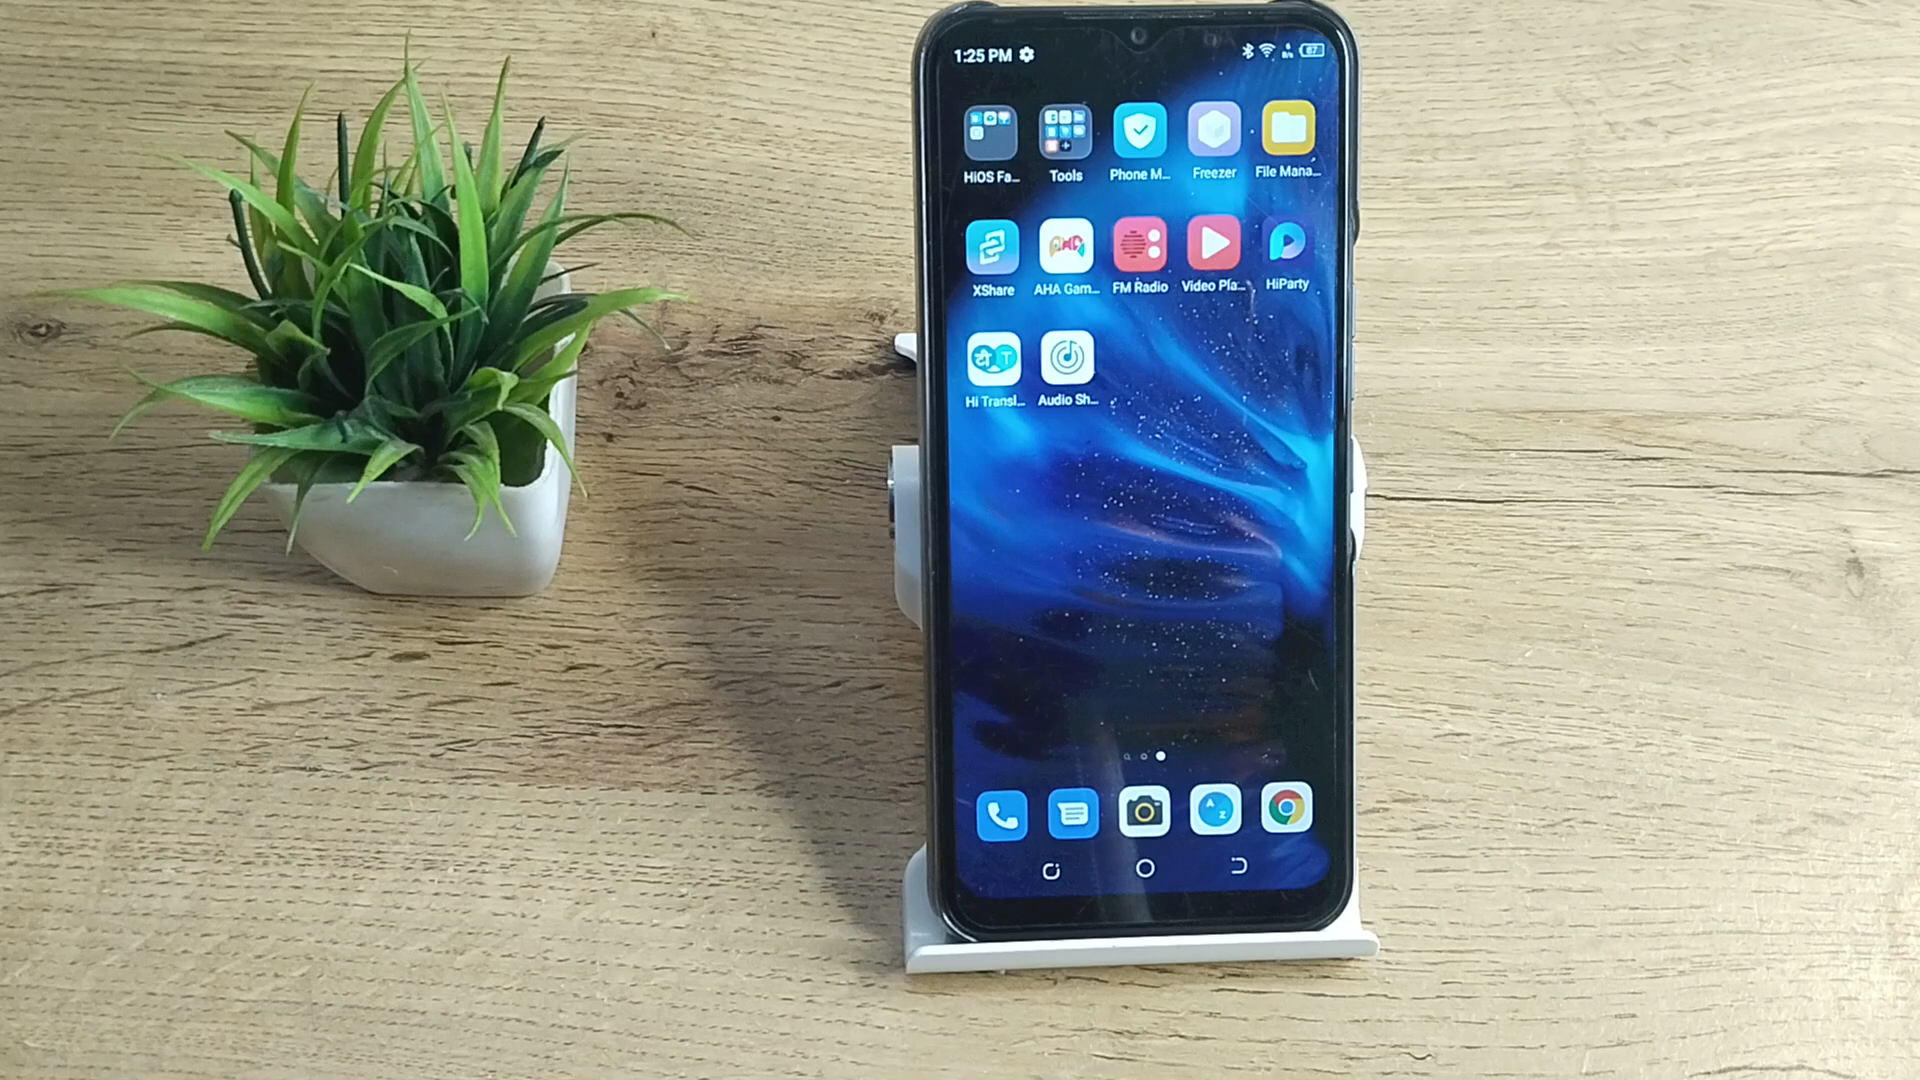 1:25 PM 87
HiOS Fa... Tools Phone M... Freezer File Mana...
XShare AHA Gam... FM Radio Video Pla... HiParty
Hi Transl... Audio Sh...
A Z